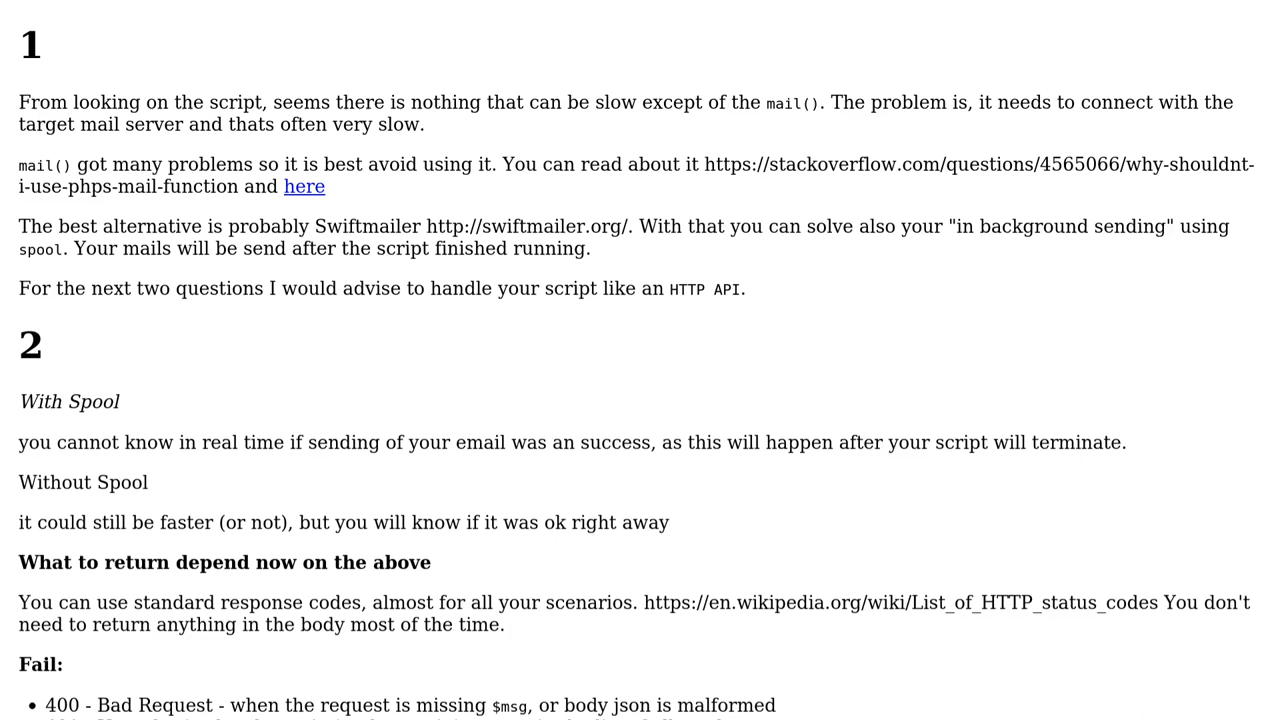 1
From looking on the script, seems there is nothing that can be slow except of the mail(). The problem is, it needs to connect with the
target mail server and thats often very slow.
mail() got many problems so it is best avoid using it. You can read about it https://stackoverflow.com/questions/4565066/why-shouldnt-
i-use-phps-mail-function and here
The best alternative is probably Swiftmailer http://swiftmailer.org/. With that you can solve also your "in background sending" using
spool. Your mails will be send after the script finished running.
For the next two questions I would advise to handle your script like an HTTP API.
2
With Spool
you cannot know in real time if sending of your email was an success, as this will happen after your script will terminate.
Without Spool
it could still be faster (or not), but you will know if it was ok right away
What to return depend now on the above
You can use standard response codes, almost for all your scenarios. https://en.wikipedia.org/wiki/List_of_HTTP_status_codes You don't
need to return anything in the body most of the time.
Fail:
• 400 - Bad Request - when the request is missing $msg, or body json is malformed